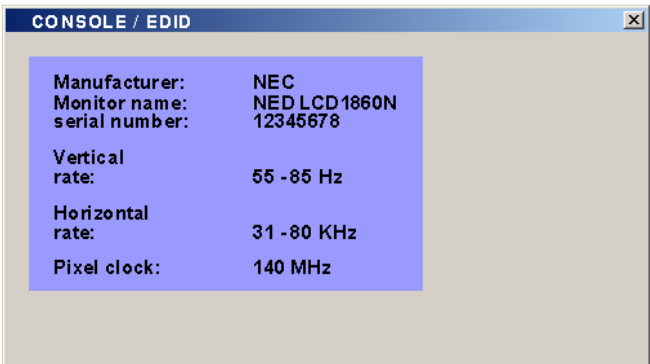 CONSOLE / EDID
Manufacturer: NEC
Monitor name: NED LCD1860N
serial number: 12345678
Vertical
rate: 55 -85 Hz
Horizontal
rate: 31 -80 KHz
Pixel clock: 140 MHz